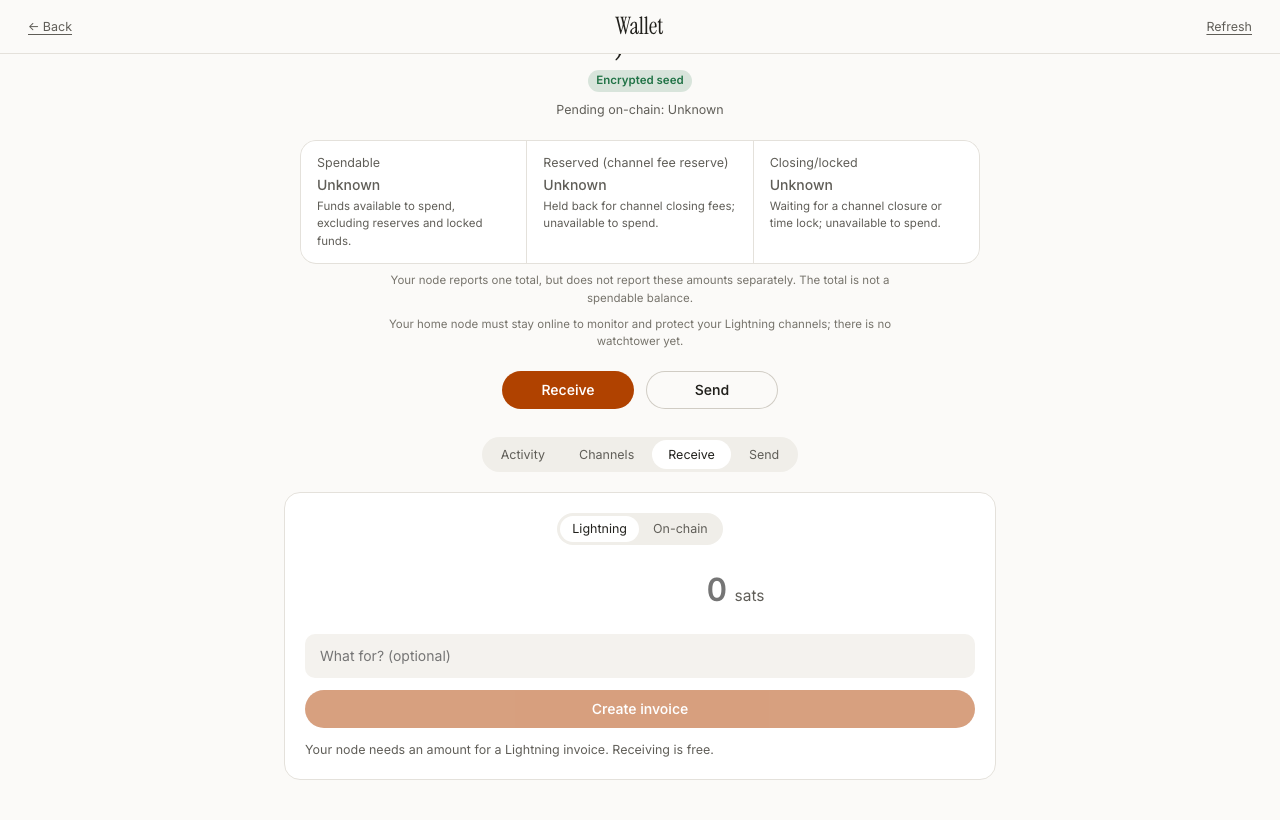 ← Back
Wallet
Refresh
Encrypted seed
Pending on-chain: Unknown
Spendable
Unknown
Funds available to spend,
excluding reserves and locked
funds.
Reserved (channel fee reserve)
Unknown
Held back for channel closing fees;
unavailable to spend.
Closing/locked
Unknown
Waiting for a channel closure or
time lock; unavailable to spend.
Your node reports one total, but does not report these amounts separately. The total is not a
spendable balance.
Your home node must stay online to monitor and protect your Lightning channels; there is no
watchtower yet.
Receive
Send
Activity
Channels
Receive
Send
Lightning
On-chain
0 sats
What for? (optional)
Create invoice
Your node needs an amount for a Lightning invoice. Receiving is free.